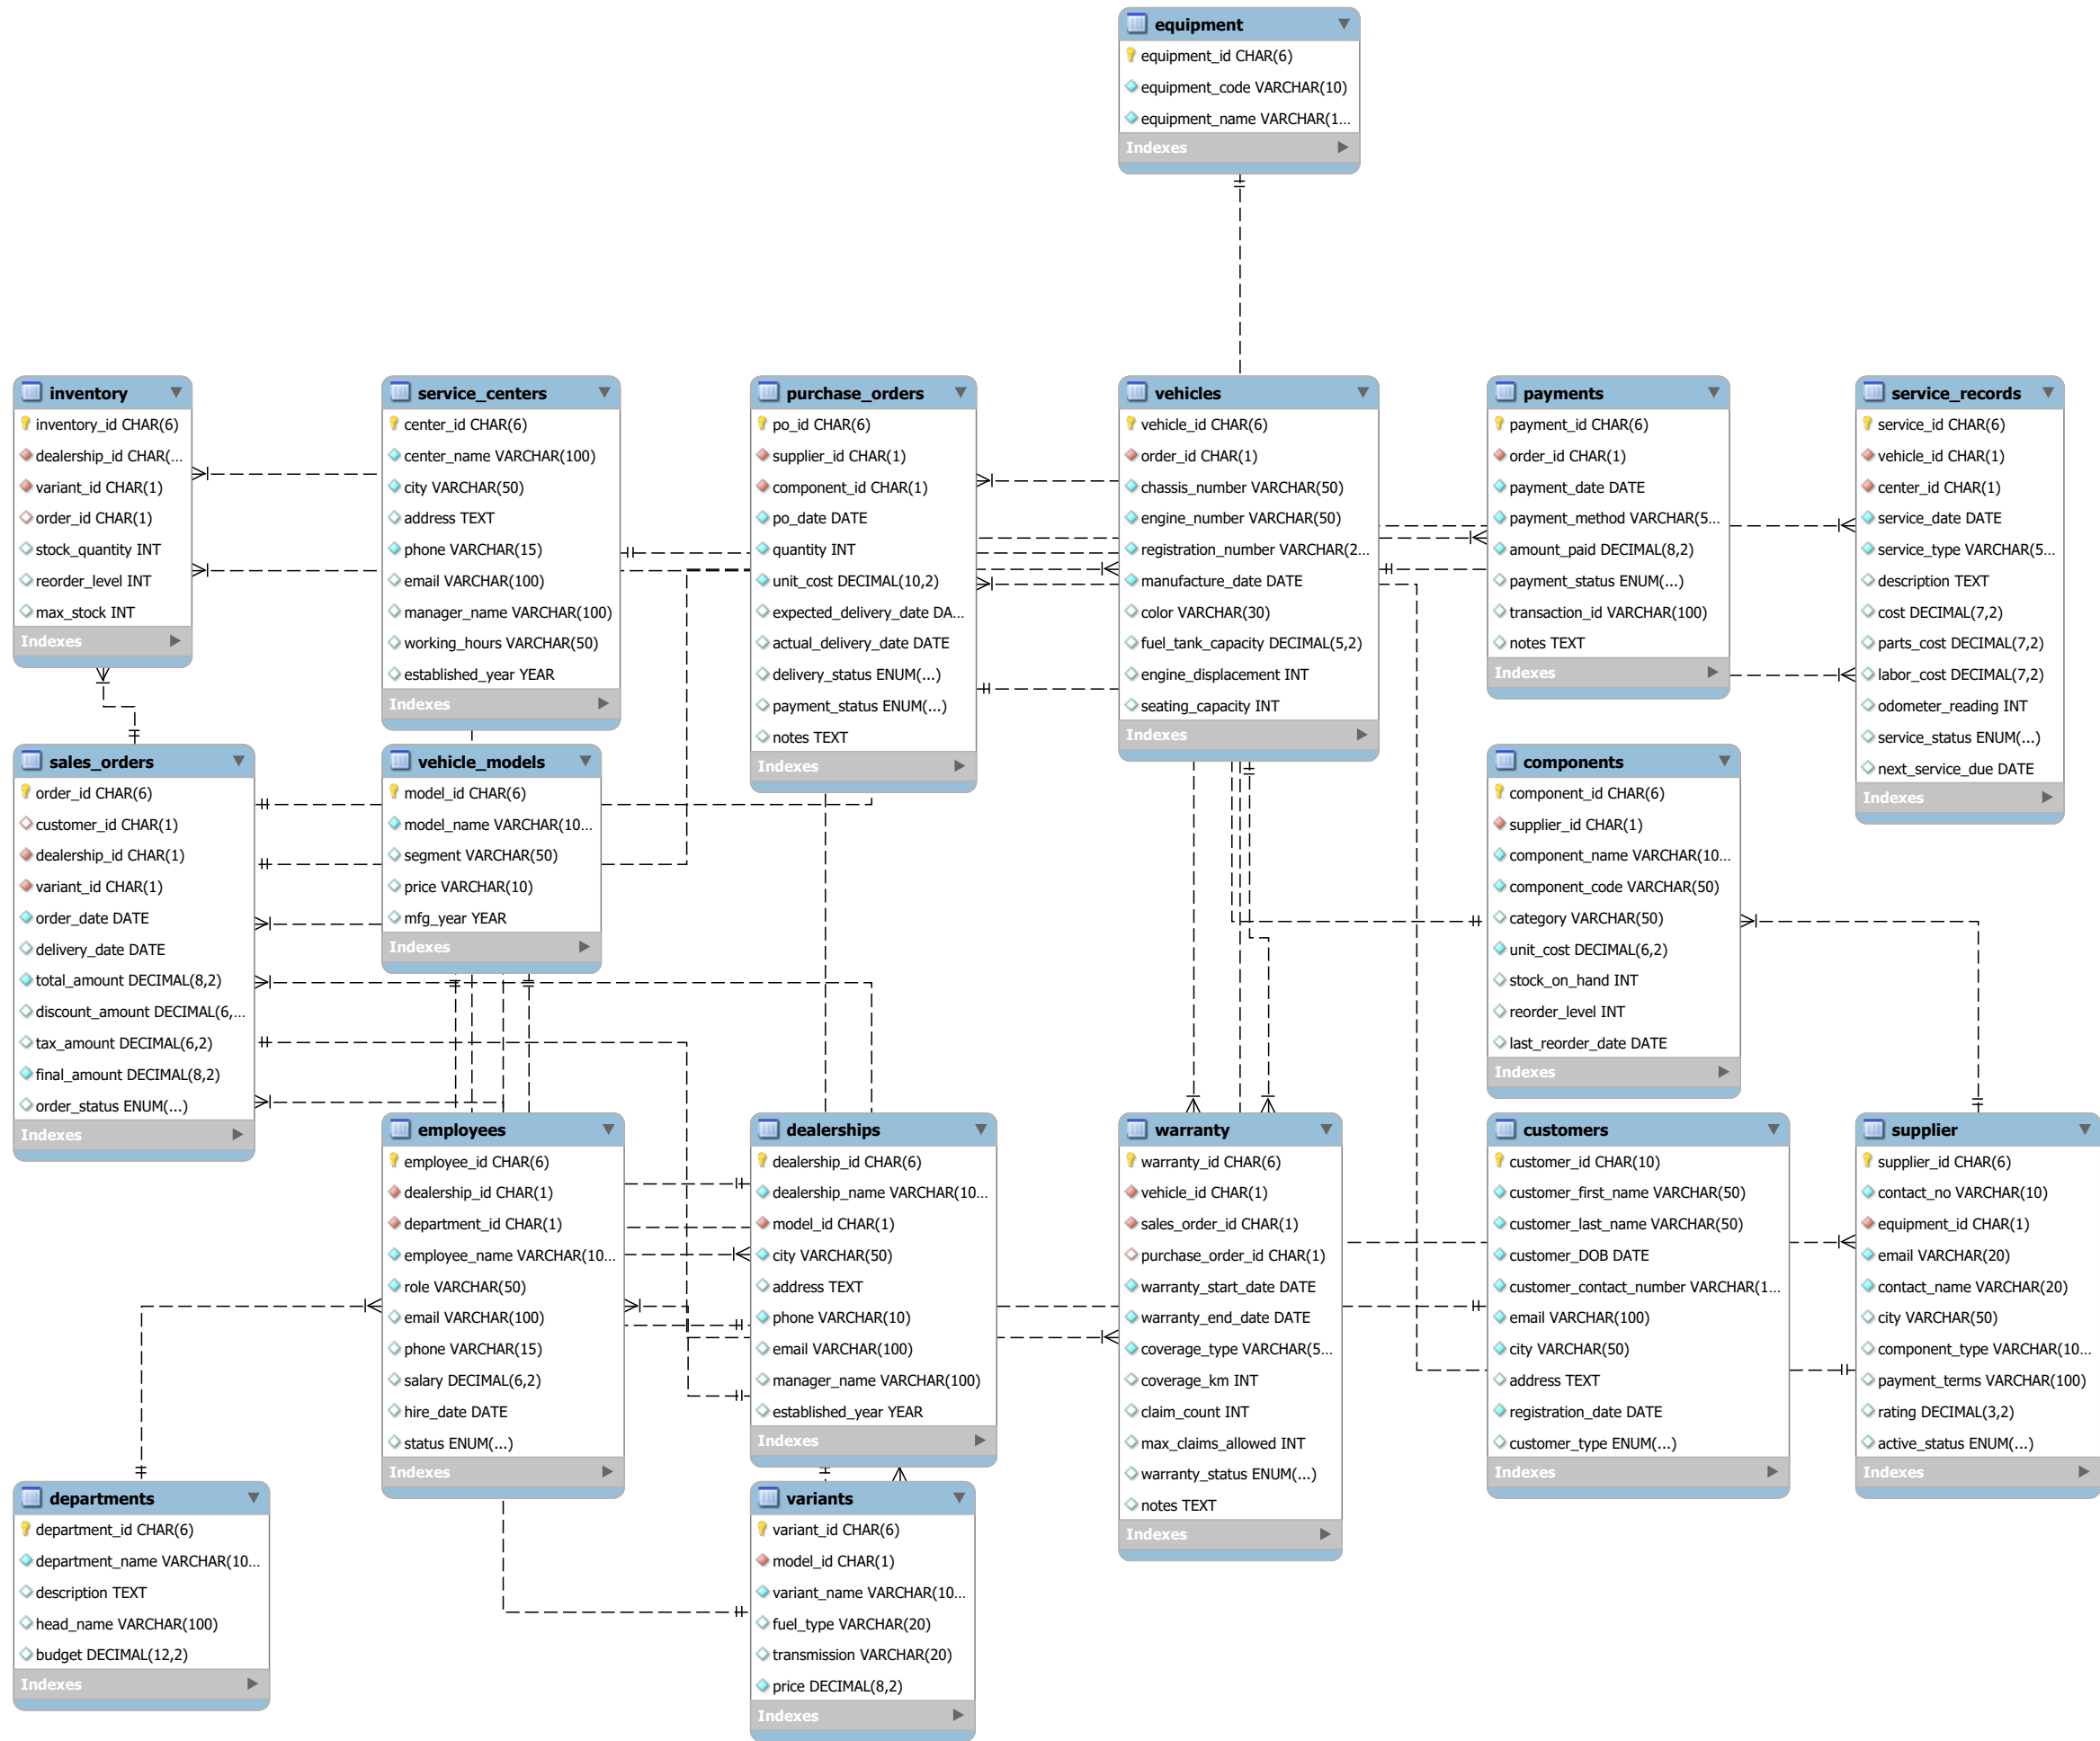 equipment
equipment_id CHAR(6)
equipment_code VARCHAR(10)
equipment_name VARCHAR(1...
Indexes
inventory
inventory_id CHAR(6)
dealership_id CHAR(...
variant_id CHAR(1)
order_id CHAR(1)
stock_quantity INT
reorder_level INT
max_stock INT
Indexes
service_centers
center_id CHAR(6)
center_name VARCHAR(100)
city VARCHAR(50)
address TEXT
phone VARCHAR(15)
email VARCHAR(100)
manager_name VARCHAR(100)
working_hours VARCHAR(50)
established_year YEAR
Indexes
purchase_orders
po_id CHAR(6)
supplier_id CHAR(1)
component_id CHAR(1)
po_date DATE
quantity INT
unit_cost DECIMAL(10,2)
expected_delivery_date DA...
actual_delivery_date DATE
delivery_status ENUM(...)
payment_status ENUM(...)
notes TEXT
Indexes
vehicles
vehicle_id CHAR(6)
order_id CHAR(1)
chassis_number VARCHAR(50)
engine_number VARCHAR(50)
registration_number VARCHAR(2...
manufacture_date DATE
color VARCHAR(30)
fuel_tank_capacity DECIMAL(5,2)
engine_displacement INT
seating_capacity INT
Indexes
payments
payment_id CHAR(6)
order_id CHAR(1)
payment_date DATE
payment_method VARCHAR(5...
amount_paid DECIMAL(8,2)
payment_status ENUM(...)
transaction_id VARCHAR(100)
notes TEXT
Indexes
service_records
service_id CHAR(6)
vehicle_id CHAR(1)
center_id CHAR(1)
service_date DATE
service_type VARCHAR(5...
description TEXT
cost DECIMAL(7,2)
parts_cost DECIMAL(7,2)
labor_cost DECIMAL(7,2)
odometer_reading INT
service_status ENUM(...)
next_service_due DATE
Indexes
sales_orders
order_id CHAR(6)
customer_id CHAR(1)
dealership_id CHAR(1)
variant_id CHAR(1)
order_date DATE
delivery_date DATE
total_amount DECIMAL(8,2)
discount_amount DECIMAL(6,...
tax_amount DECIMAL(6,2)
final_amount DECIMAL(8,2)
order_status ENUM(...)
Indexes
vehicle_models
model_id CHAR(6)
model_name VARCHAR(10...
segment VARCHAR(50)
price VARCHAR(10)
mfg_year YEAR
Indexes
components
component_id CHAR(6)
supplier_id CHAR(1)
component_name VARCHAR(10...
component_code VARCHAR(50)
category VARCHAR(50)
unit_cost DECIMAL(6,2)
stock_on_hand INT
reorder_level INT
last_reorder_date DATE
Indexes
employees
employee_id CHAR(6)
dealership_id CHAR(1)
department_id CHAR(1)
employee_name VARCHAR(10...
role VARCHAR(50)
email VARCHAR(100)
phone VARCHAR(15)
salary DECIMAL(6,2)
hire_date DATE
status ENUM(...)
Indexes
dealerships
dealership_id CHAR(6)
dealership_name VARCHAR(10...
model_id CHAR(1)
city VARCHAR(50)
address TEXT
phone VARCHAR(10)
email VARCHAR(100)
manager_name VARCHAR(100)
established_year YEAR
Indexes
warranty
warranty_id CHAR(6)
vehicle_id CHAR(1)
sales_order_id CHAR(1)
purchase_order_id CHAR(1)
warranty_start_date DATE
warranty_end_date DATE
coverage_type VARCHAR(5...
coverage_km INT
claim_count INT
max_claims_allowed INT
warranty_status ENUM(...)
notes TEXT
Indexes
customers
customer_id CHAR(10)
customer_first_name VARCHAR(50)
customer_last_name VARCHAR(50)
customer_DOB DATE
customer_contact_number VARCHAR(1...
email VARCHAR(100)
city VARCHAR(50)
address TEXT
registration_date DATE
customer_type ENUM(...)
Indexes
supplier
supplier_id CHAR(6)
contact_no VARCHAR(10)
equipment_id CHAR(1)
email VARCHAR(20)
contact_name VARCHAR(20)
city VARCHAR(50)
component_type VARCHAR(10...
payment_terms VARCHAR(100)
rating DECIMAL(3,2)
active_status ENUM(...)
Indexes
departments
department_id CHAR(6)
department_name VARCHAR(10...
description TEXT
head_name VARCHAR(100)
budget DECIMAL(12,2)
Indexes
variants
variant_id CHAR(6)
model_id CHAR(1)
variant_name VARCHAR(10...
fuel_type VARCHAR(20)
transmission VARCHAR(20)
price DECIMAL(8,2)
Indexes